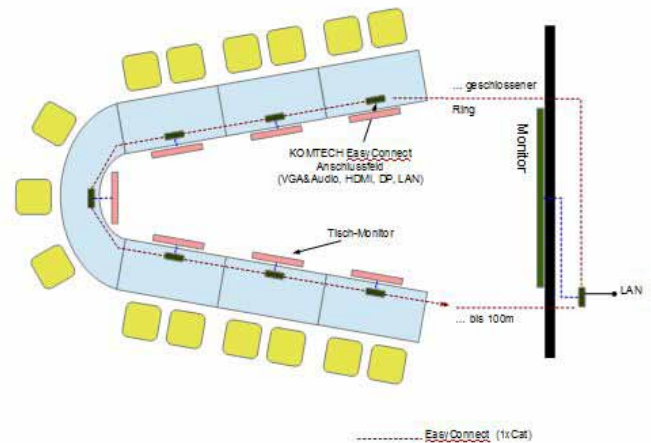 ... geschlossener
Ring
KOMTECH EasyConnect
Anschlussfeld
(VGA&Audio, HDMI, DP, LAN)
Monitor
Tisch-Monitor
LAN
... bis 100m
EasyConnect (1xCat)